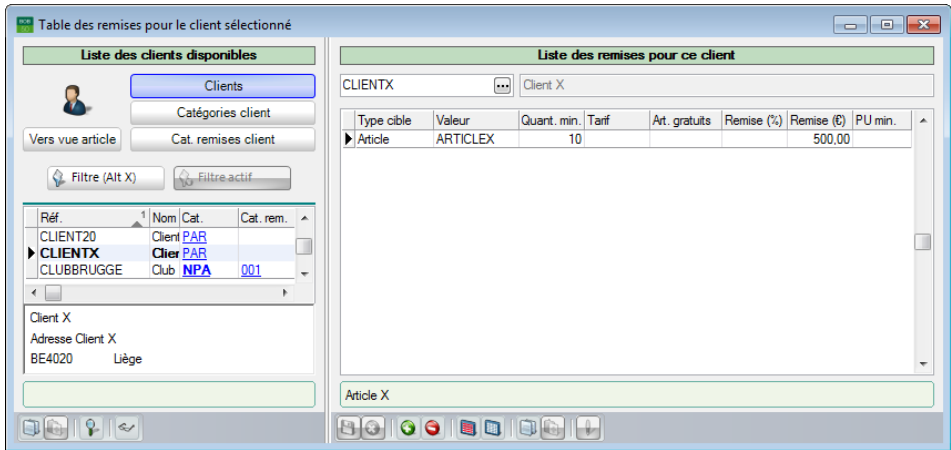 Table des remises pour le client sélectionné
Liste des clients disponibles
Clients
Catégories client
Vers vue article
Cat. remises client
Filtre (Alt X)
Filtre actif
Réf. 1 Nom Cat. Cat. rem.
CLIENT20 Client PAR
CLIENTX Clier PAR
CLUBBRUGGE Club NPA 001
Client X
Adresse Client X
BE4020 Liège
Liste des remises pour ce client
CLIENTX ... Client X
Type cible Valeur Quant. min. Tarif Art. gratuits Remise (%) Remise (€) PU min.
Article ARTICLEX 10 500,00
Article X